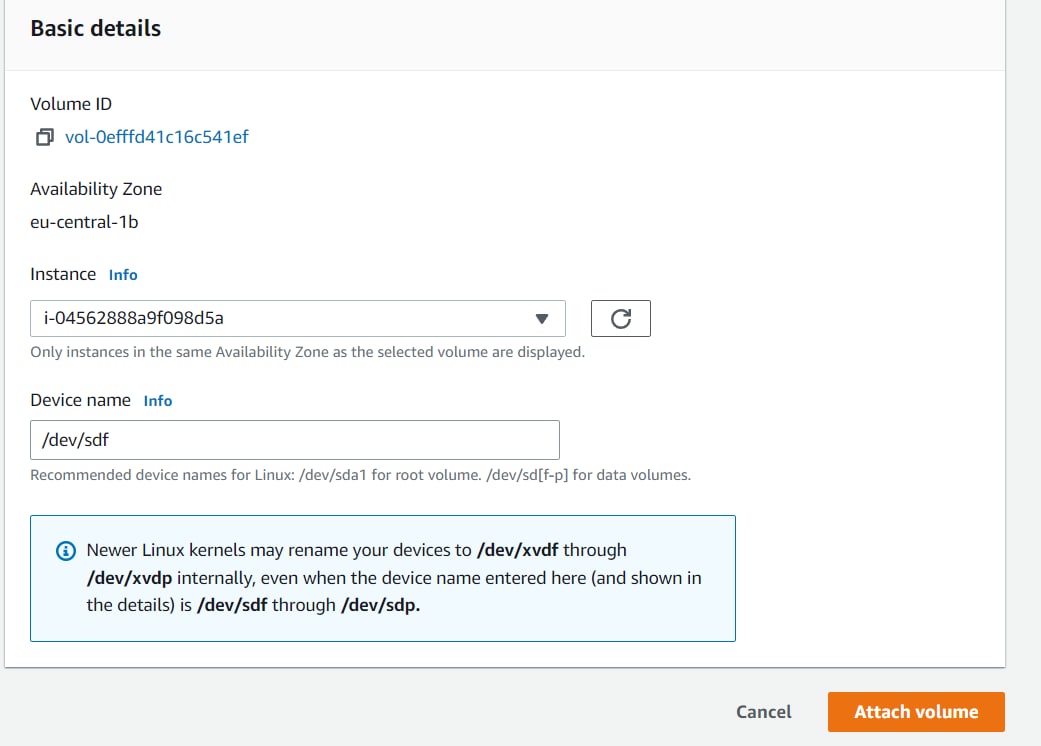 Basic details
Volume ID
vol-0efffd41c16c541ef
Availability Zone
eu-central-1b
Instance Info
i-04562888a9f098d5a
Only instances in the same Availability Zone as the selected volume are displayed.
Device name Info
/dev/sdf
Recommended device names for Linux: /dev/sda1 for root volume. /dev/sd[f-p] for data volumes.
Newer Linux kernels may rename your devices to /dev/xvdf through
/dev/xvdp internally, even when the device name entered here (and shown in
the details) is /dev/sdf through /dev/sdp.
Cancel
Attach volume